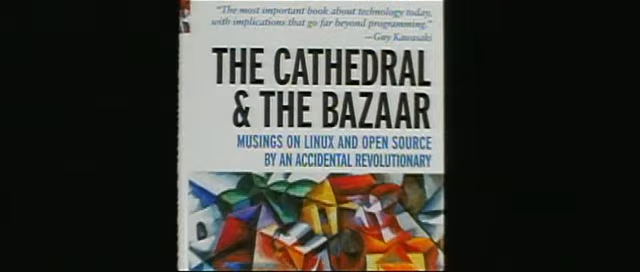 "The most important book about technology today,
with implications that go far beyond programming."
—Guy Kawasaki
THE CATHEDRAL
& THE BAZAAR
MUSINGS ON LINUX AND OPEN SOURCE
BY AN ACCIDENTAL REVOLUTIONARY